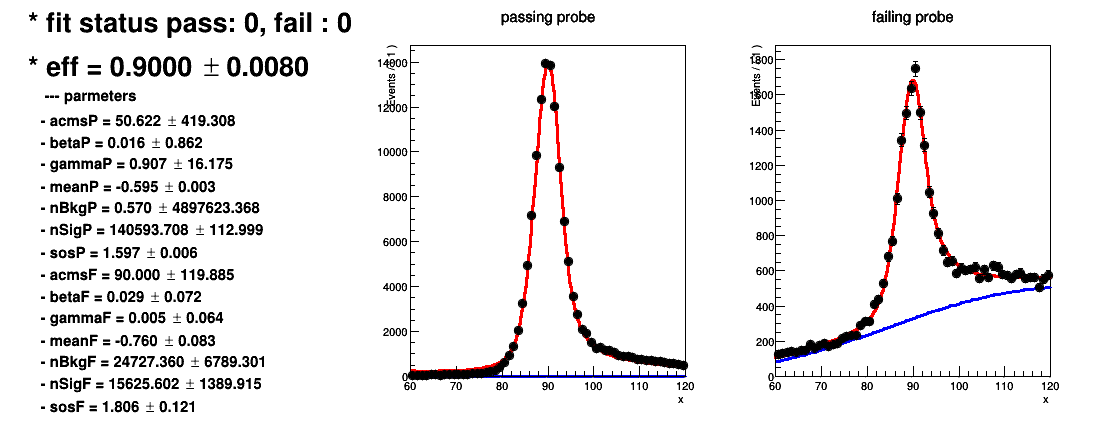 * fit status pass: 0, fail : 0
* eff = 0.9000 ± 0.0080
--- parmeters
- acmsP = 50.622 ± 419.308
- betaP = 0.016 ± 0.862
- gammaP = 0.907 ± 16.175
- meanP = -0.595 ± 0.003
- nBkgP = 0.570 ± 4897623.368
- nSigP = 140593.708 ± 112.999
- sosP = 1.597 ± 0.006
- acmsF = 90.000 ± 119.885
- betaF = 0.029 ± 0.072
- gammaF = 0.005 ± 0.064
- meanF = -0.760 ± 0.083
- nBkgF = 24727.360 ± 6789.301
- nSigF = 15625.602 ± 1389.915
- sosF = 1.806 ± 0.121
passing probe
Events / ( 1 )
14000
12000
10000
8000
6000
4000
2000
0
60 70 80 90 100 110 120
x
failing probe
Events / ( 1 )
1800
1600
1400
1200
1000
800
600
400
200
0
60 70 80 90 100 110 120
x